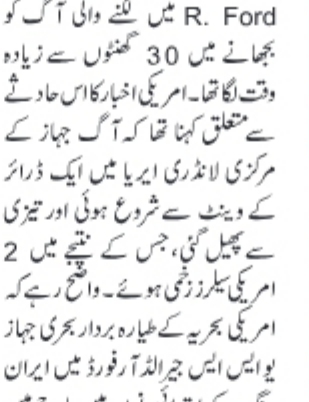 R. Ford میں لگنے والی آگ کو
بجھانے میں 30 گھنٹوں سے زیادہ
وقت لگا تھا۔ امریکی اخبار کا اس حادثے
سے متعلق کہنا تھا کہ آگ جہاز کے
مرکزی لانڈری ایریا میں ایک ڈرائر
کے وینٹ سے شروع ہوئی اور تیزی
سے پھیل گئی، جس کے نتیجے میں 2
امریکی سیلرز زخمی ہوئے۔ واضح رہے کہ
امریکی بحریہ کے طیارہ بردار بحری جہاز
یو ایس ایس جیرالڈ آر فورڈ میں ایران